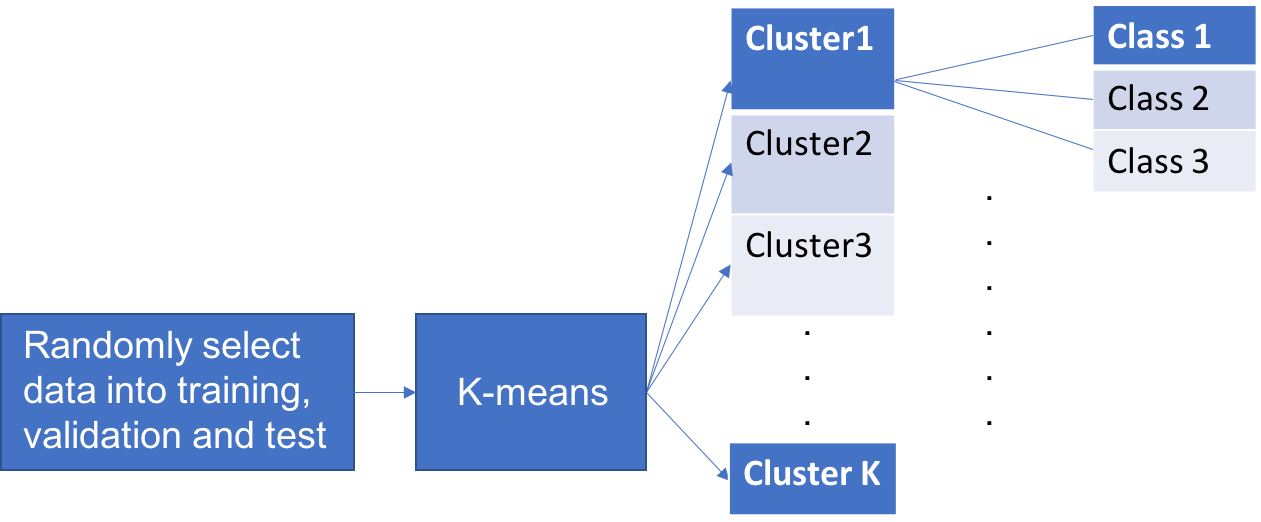 Randomly select
data into training,
validation and test
K-means
Cluster1
Cluster2
Cluster3
.
.
.
Cluster K
Class 1
Class 2
Class 3
.
.
.
.
.
.